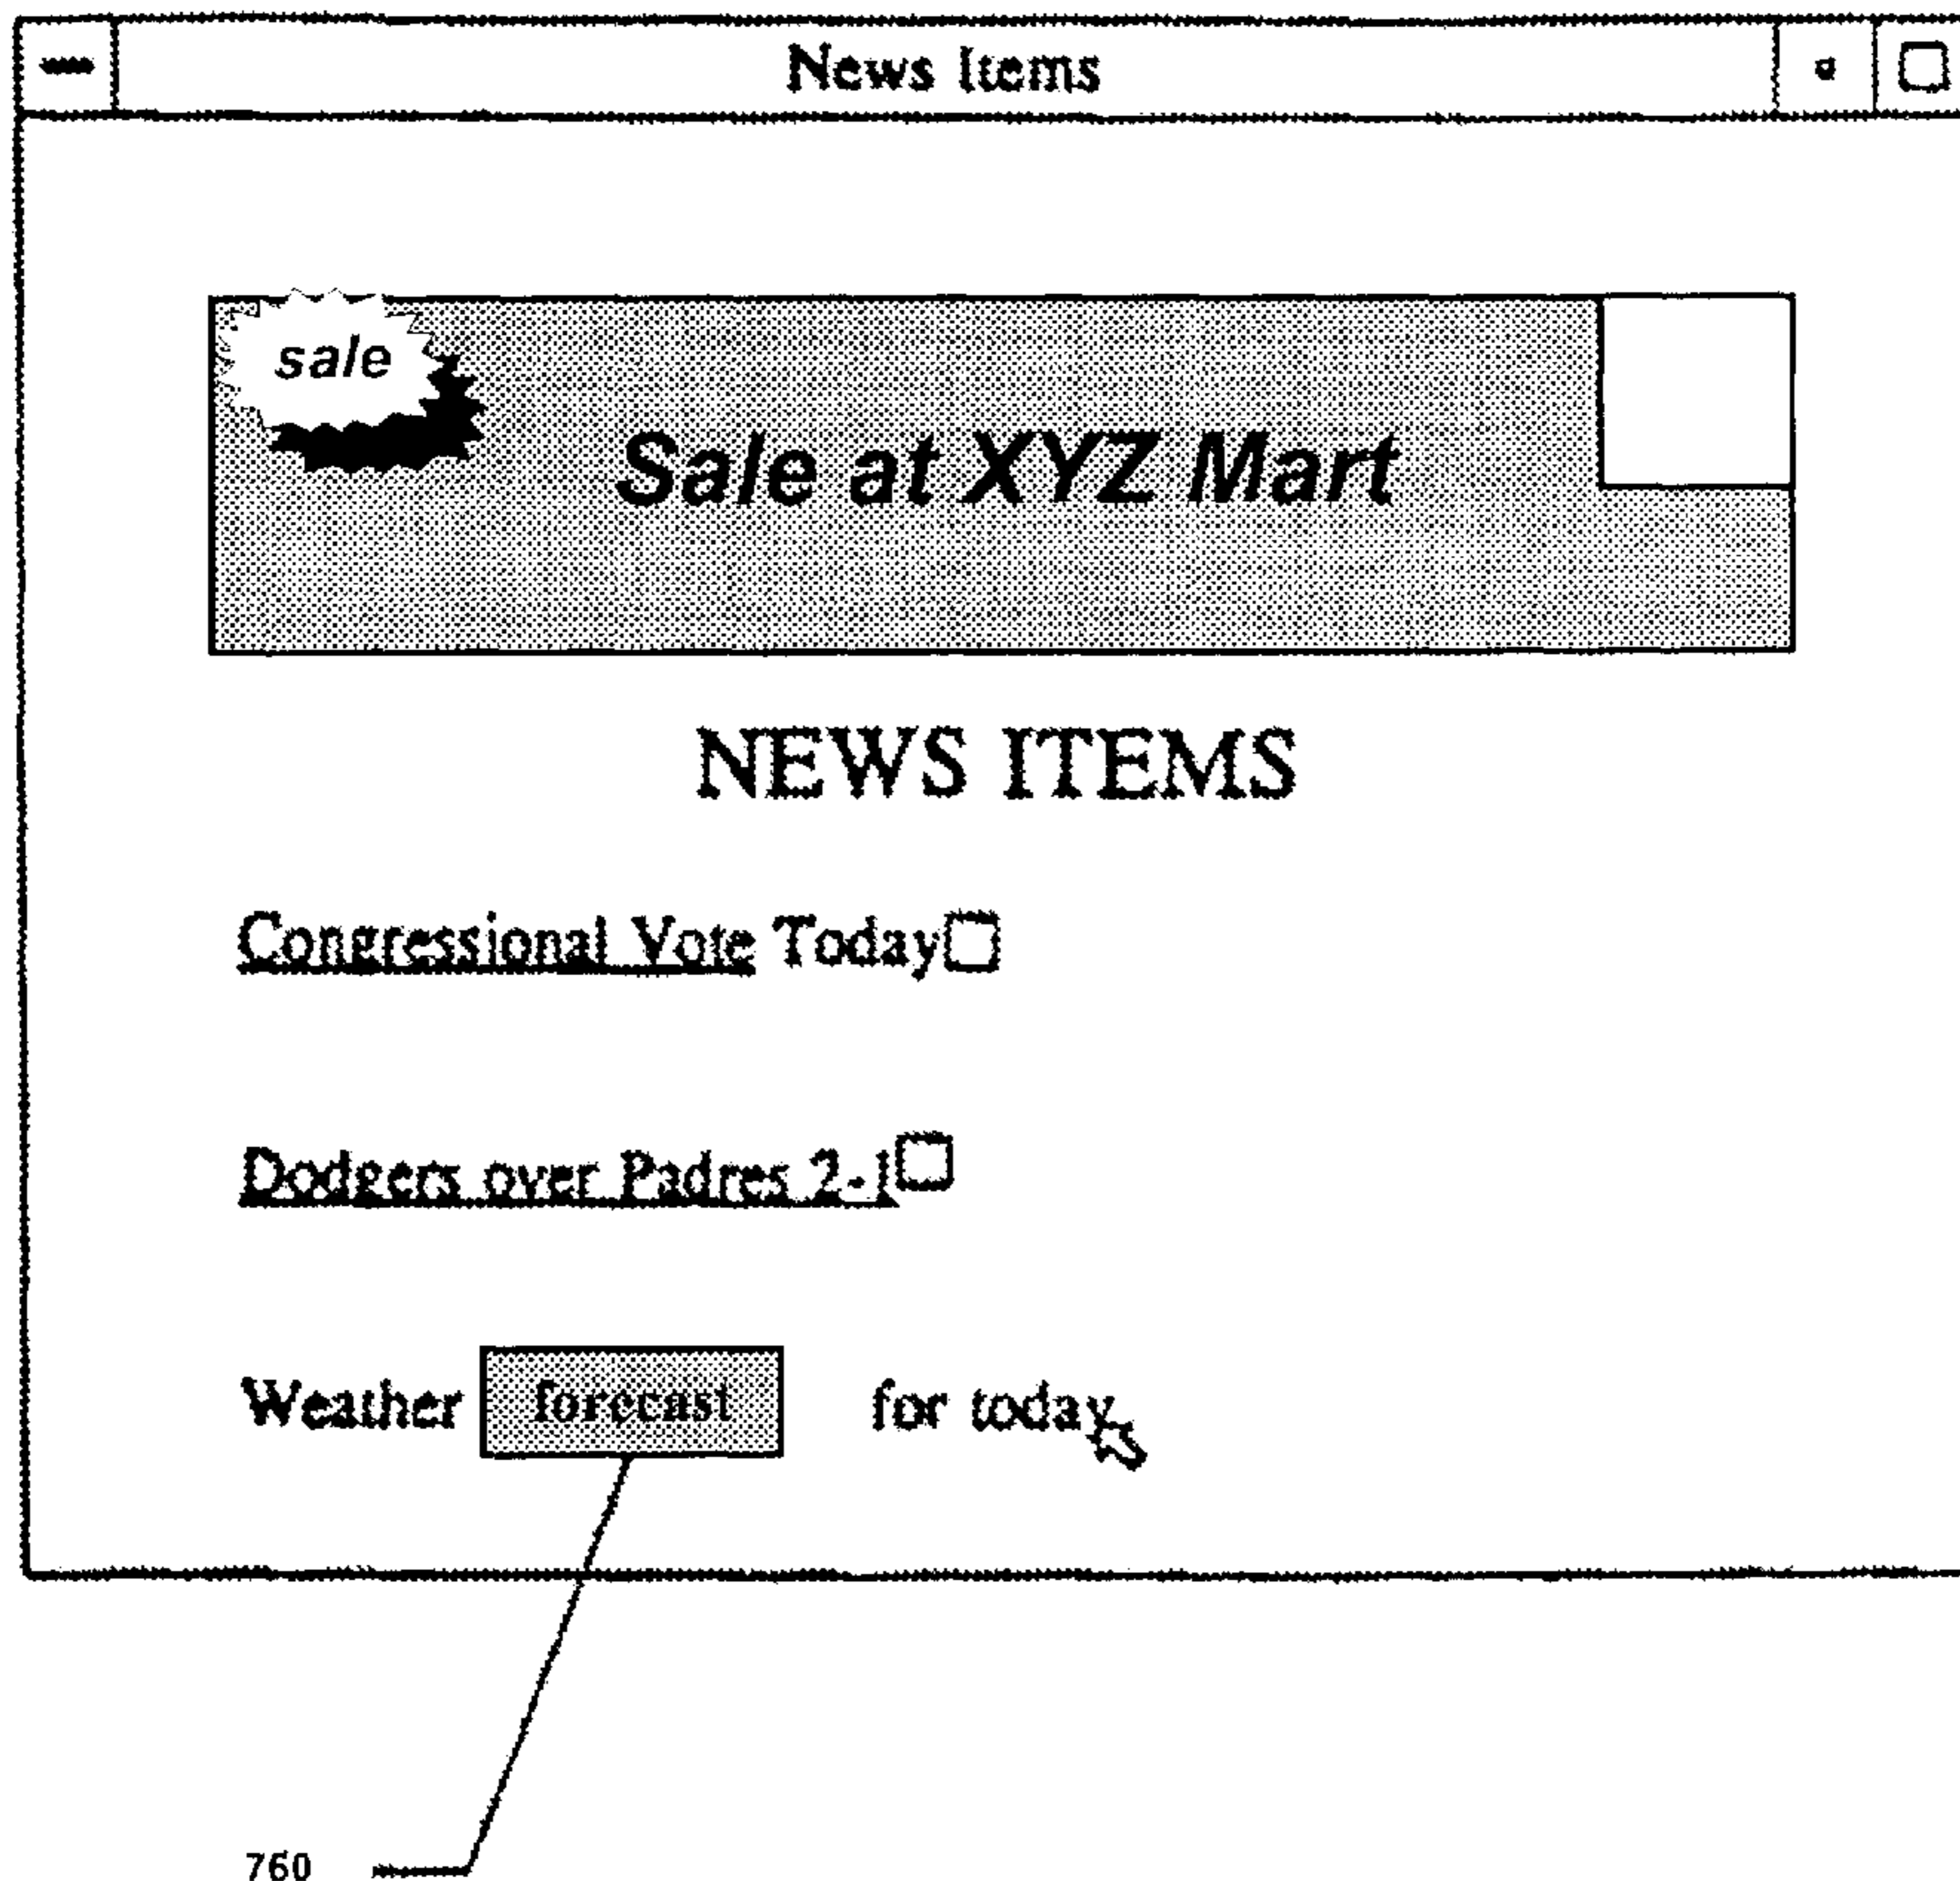 News Items
sale
Sale at XYZ Mart
NEWS ITEMS
Congressional Vote Today
Dodgers over Padres 2-1
Weather forecast for today
760